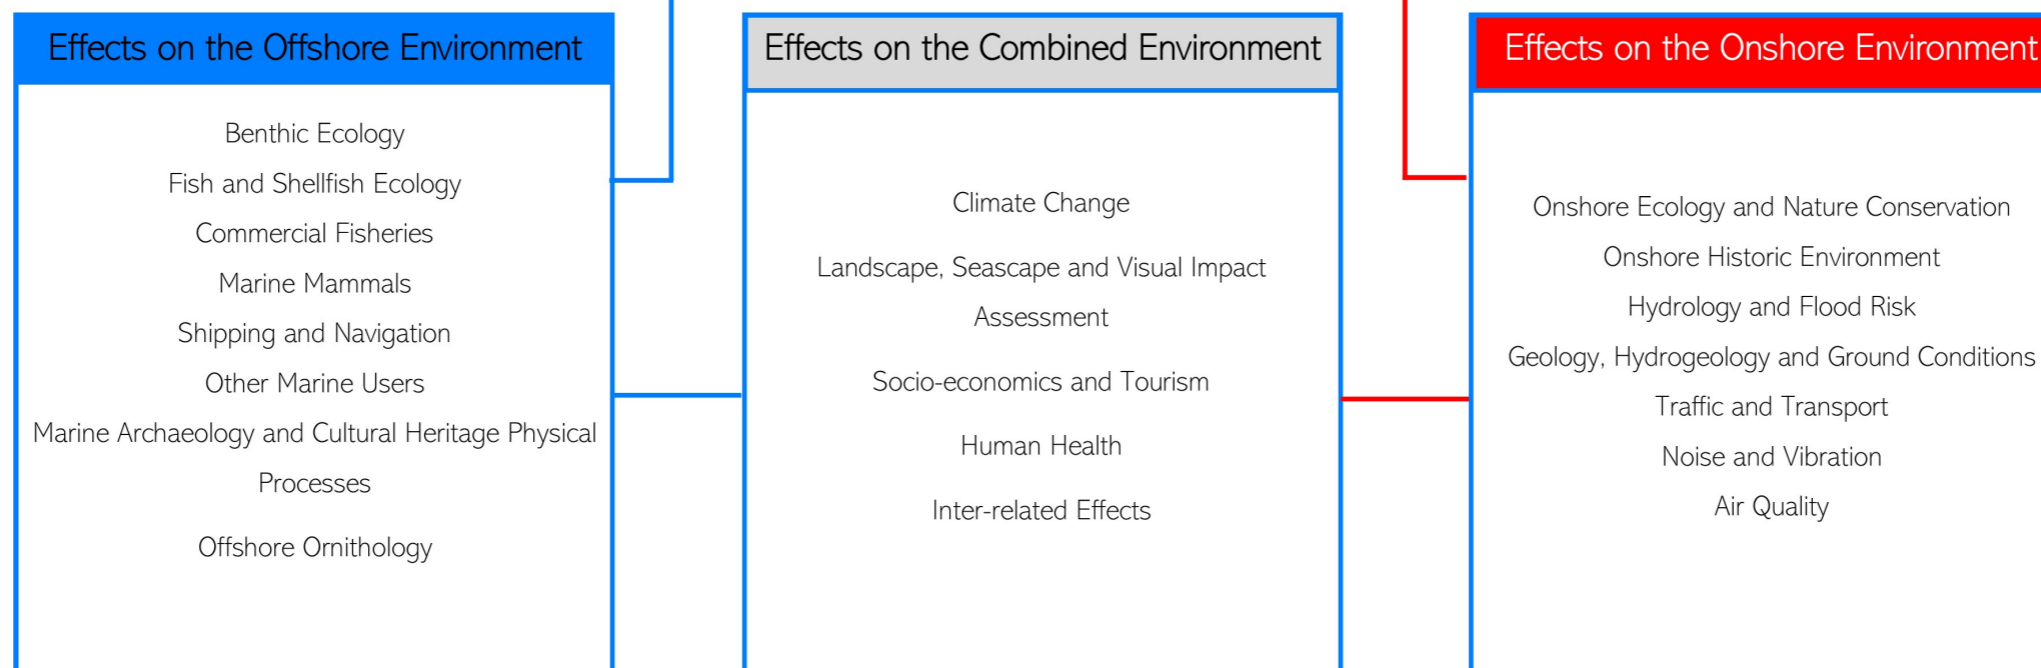 Effects on the Offshore Environment
Benthic Ecology
Fish and Shellfish Ecology
Commercial Fisheries
Marine Mammals
Shipping and Navigation
Other Marine Users
Marine Archaeology and Cultural Heritage Physical
Processes
Offshore Ornithology
Effects on the Combined Environment
Climate Change
Landscape, Seascape and Visual Impact
Assessment
Socio-economics and Tourism
Human Health
Inter-related Effects
Effects on the Onshore Environment
Onshore Ecology and Nature Conservation
Onshore Historic Environment
Hydrology and Flood Risk
Geology, Hydrogeology and Ground Conditions
Traffic and Transport
Noise and Vibration
Air Quality